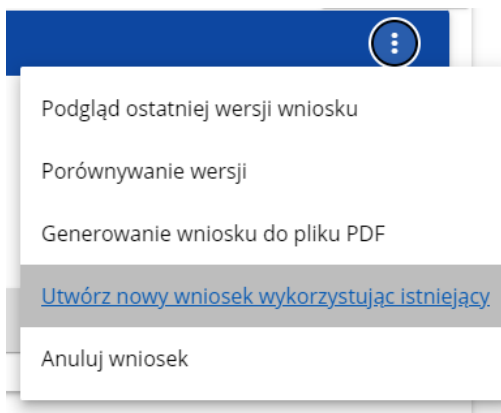 Podgląd ostatniej wersji wniosku
Porównywanie wersji
Generowanie wniosku do pliku PDF
Utwórz nowy wniosek wykorzystując istniejący
Anuluj wniosek